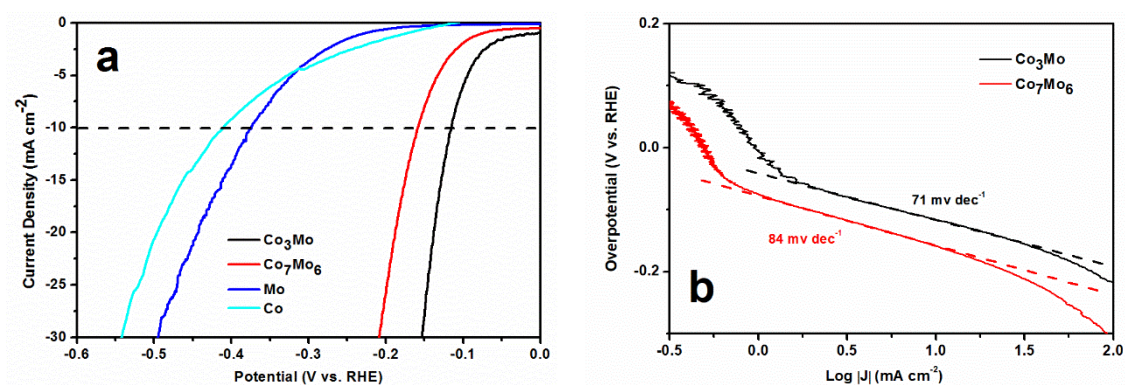 a
Current Density (mA cm-2)
0
-5
-10
-15
-20
-25
-30
Co3Mo
Co7Mo6
Mo
Co
-0.6
-0.5
-0.4
-0.3
-0.2
-0.1
0.0
Potential (V vs. RHE)
b
Overpotential (V vs. RHE)
0.2
0.0
-0.2
Co3Mo
Co7Mo6
71 mv dec-1
84 mv dec-1
-0.5
0.0
0.5
1.0
1.5
2.0
Log |J| (mA cm-2)